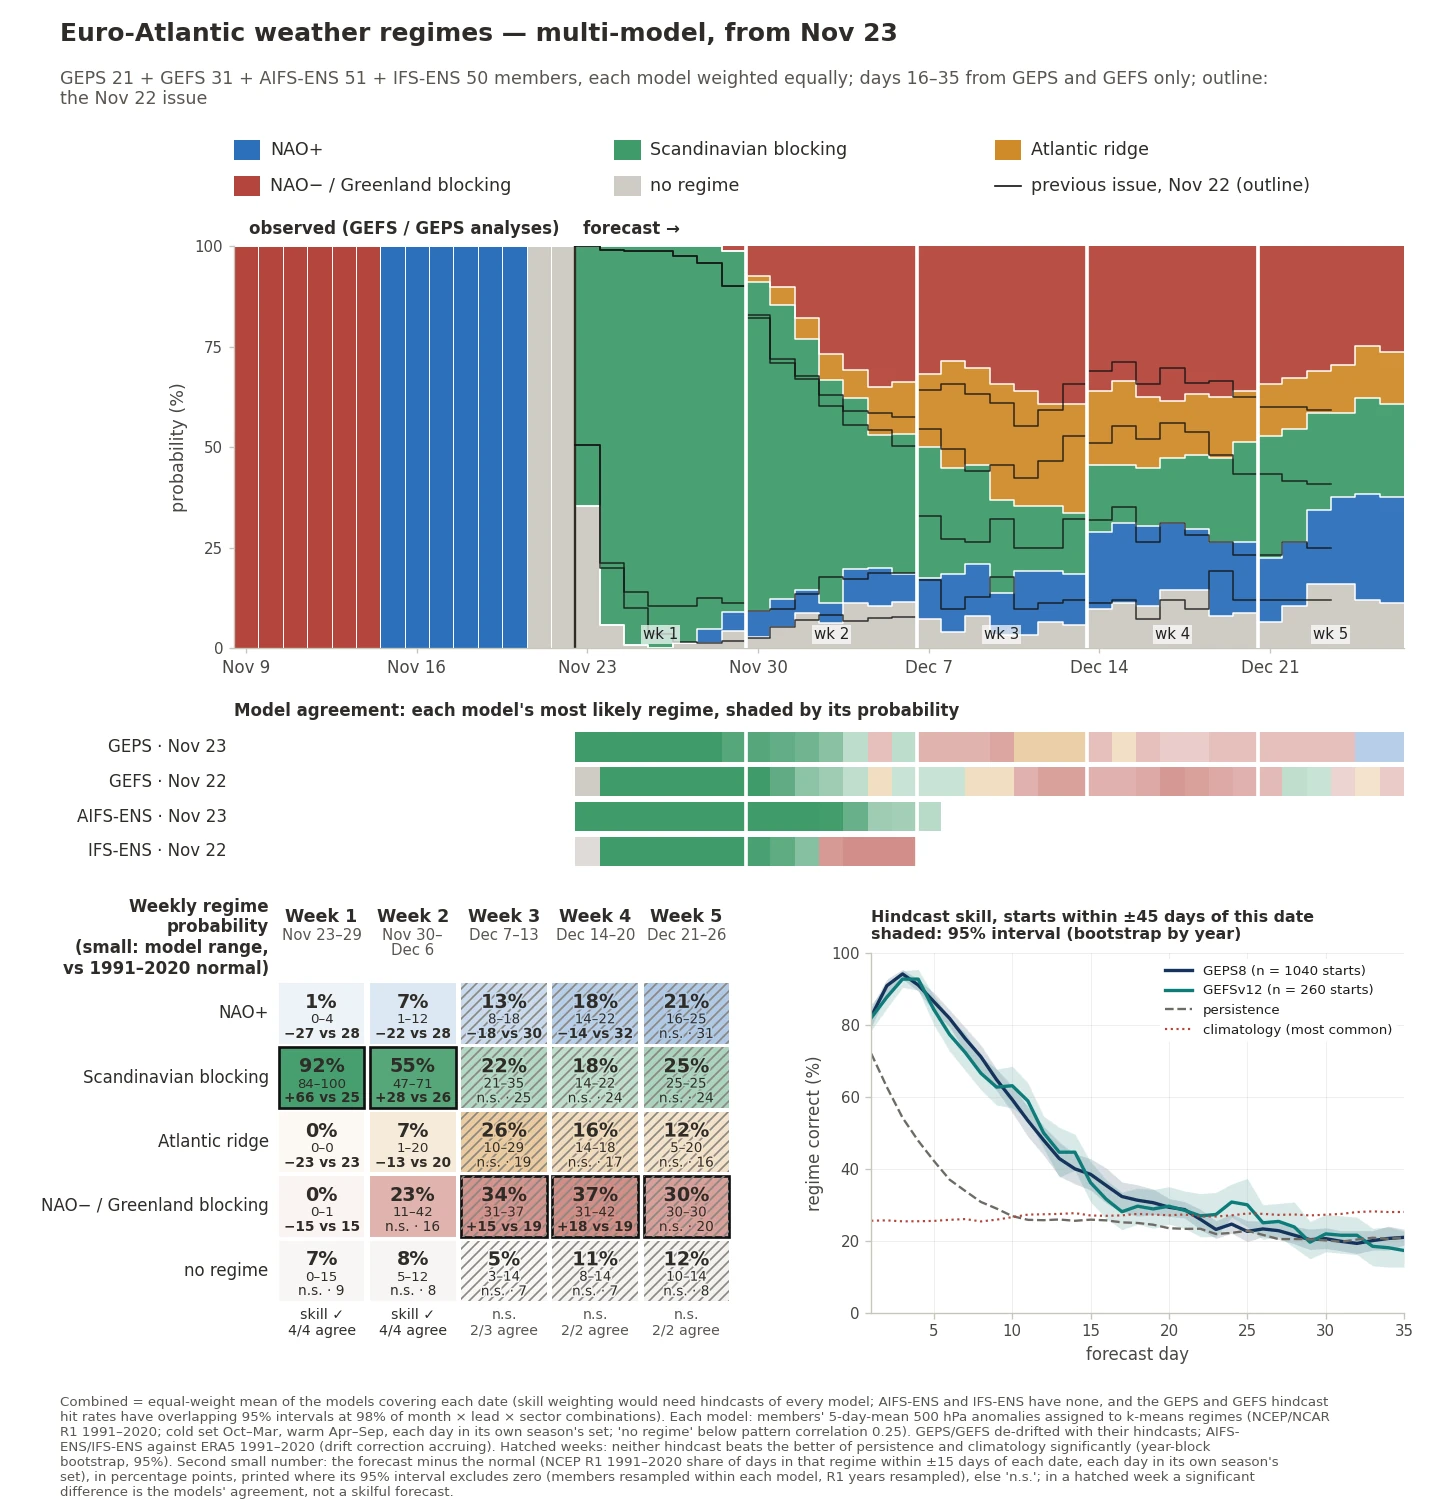 Euro-Atlantic weather regimes — multi-model, from Nov 23
GEPS 21 + GEFS 31 + AIFS-ENS 51 + IFS-ENS 50 members, each model weighted equally; days 16–35 from GEPS and GEFS only; outline:
the Nov 22 issue
NAO+
Scandinavian blocking
Atlantic ridge
NAO− / Greenland blocking
no regime
previous issue, Nov 22 (outline)
observed (GEFS / GEPS analyses)
forecast →
100
75
50
25
0
probability (%)
wk 1
wk 2
wk 3
wk 4
wk 5
Nov 9
Nov 16
Nov 23
Nov 30
Dec 7
Dec 14
Dec 21
Model agreement: each model's most likely regime, shaded by its probability
GEPS · Nov 23
GEFS · Nov 22
AIFS-ENS · Nov 23
IFS-ENS · Nov 22
Weekly regime
probability
(small: model range,
vs 1991–2020 normal)
Week 1
Nov 23–29
Week 2
Nov 30–
Dec 6
Week 3
Dec 7–13
Week 4
Dec 14–20
Week 5
Dec 21–26
NAO+
1%
0–4
−27 vs 28
7%
1–12
−22 vs 28
13%
8–18
−18 vs 30
18%
14–22
−14 vs 32
21%
16–25
n.s. · 31
Scandinavian blocking
92%
84–100
+66 vs 25
55%
47–71
+28 vs 26
22%
21–35
n.s. · 25
18%
14–22
n.s. · 24
25%
25–25
n.s. · 24
Atlantic ridge
0%
0–0
−23 vs 23
7%
1–20
−13 vs 20
26%
10–29
n.s. · 19
16%
14–18
n.s. · 17
12%
5–20
n.s. · 16
NAO− / Greenland blocking
0%
0–1
−15 vs 15
23%
11–42
n.s. · 16
34%
31–37
+15 vs 19
37%
31–42
+18 vs 19
30%
30–30
n.s. · 20
no regime
7%
0–15
n.s. · 9
8%
5–12
n.s. · 8
5%
3–14
n.s. · 7
11%
8–14
n.s. · 7
12%
10–14
n.s. · 8
skill ✓
4/4 agree
skill ✓
4/4 agree
n.s.
2/3 agree
n.s.
2/2 agree
n.s.
2/2 agree
Hindcast skill, starts within ±45 days of this date
shaded: 95% interval (bootstrap by year)
GEPS8 (n = 1040 starts)
GEFSv12 (n = 260 starts)
persistence
climatology (most common)
100
80
60
40
20
0
regime correct (%)
5
10
15
20
25
30
35
forecast day
Combined = equal-weight mean of the models covering each date (skill weighting would need hindcasts of every model; AIFS-ENS and IFS-ENS have none, and the GEPS and GEFS hindcast
hit rates have overlapping 95% intervals at 98% of month × lead × sector combinations). Each model: members' 5-day-mean 500 hPa anomalies assigned to k-means regimes (NCEP/NCAR
R1 1991–2020; cold set Oct–Mar, warm Apr–Sep, each day in its own season's set; 'no regime' below pattern correlation 0.25). GEPS/GEFS de-drifted with their hindcasts; AIFS-
ENS/IFS-ENS against ERA5 1991–2020 (drift correction accruing). Hatched weeks: neither hindcast beats the better of persistence and climatology significantly (year-block
bootstrap, 95%). Second small number: the forecast minus the normal (NCEP R1 1991–2020 share of days in that regime within ±15 days of each date, each day in its own season's
set), in percentage points, printed where its 95% interval excludes zero (members resampled within each model, R1 years resampled), else 'n.s.'; in a hatched week a significant
difference is the models' agreement, not a skilful forecast.